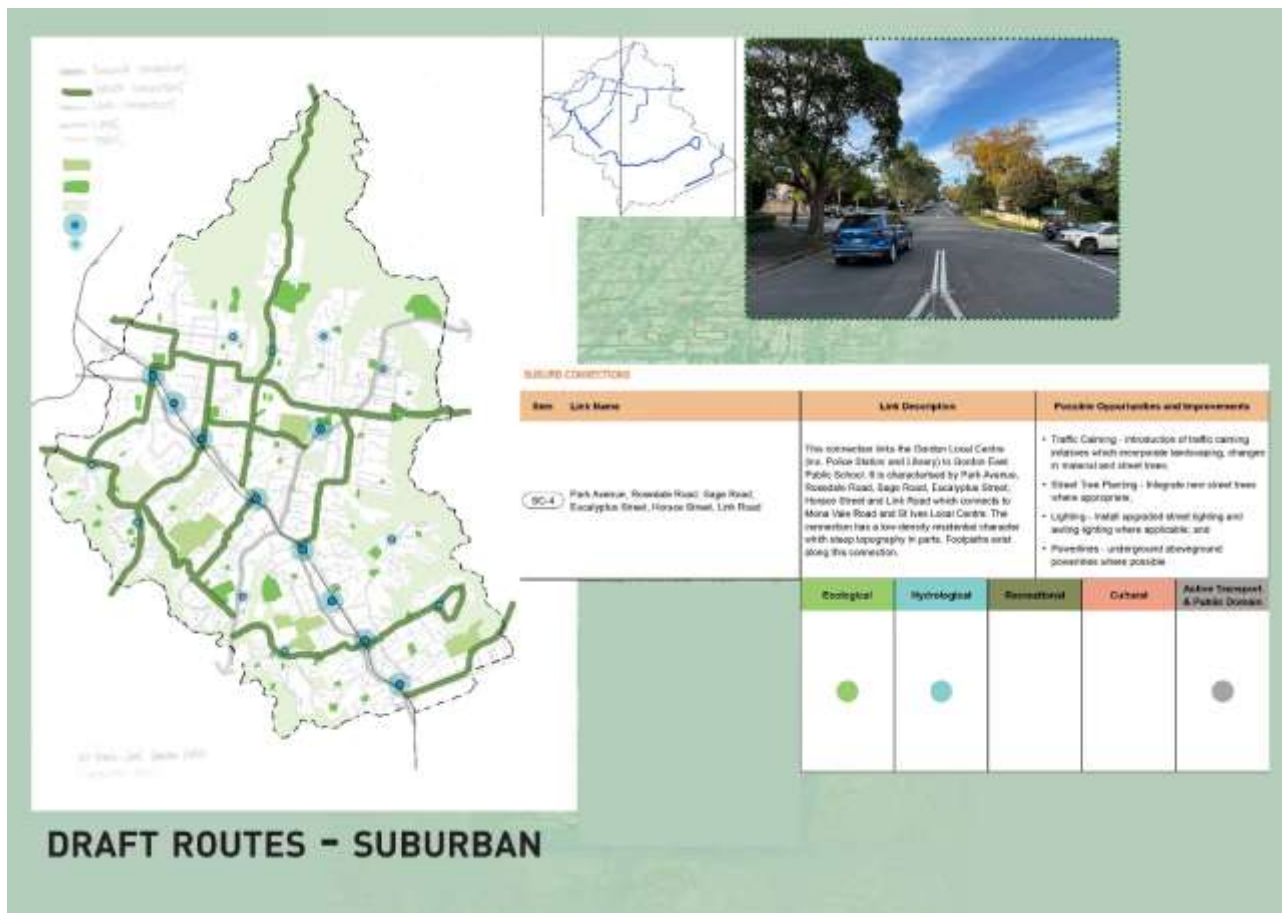 SUBURB CONNECTIONS
Item Link Name Link Description Possible Opportunities and Improvements
SC-4
Park Avenue, Rosedale Road, Sage Road,
Eucalyptus Street, Horace Street, Link Road
This connection links the Gordon Local Centre
(inc. Police Station and Library) to Gordon East
Public School. It is characterised by Park Avenue,
Rosedale Road, Sage Road, Eucalyptus Street,
Horace Street and Link Road which connects to
Mona Vale Road and St Ives Local Centre. The
connection has a low density residential character
with steep topography in parts. Footpaths exist
along this connection.
• Traffic Calming - introduction of traffic calming
initiatives which incorporate landscaping, changes
in material and street trees
• Street Tree Planting - Integrate new street trees
where appropriate;
• Lighting - Install upgraded street lighting and
awning lighting where applicable; and
• Powerlines - underground aboveground
powerlines where possible
Ecological Hydrological Recreational Cultural Active Transport
& Public Domain
DRAFT ROUTES - SUBURBAN